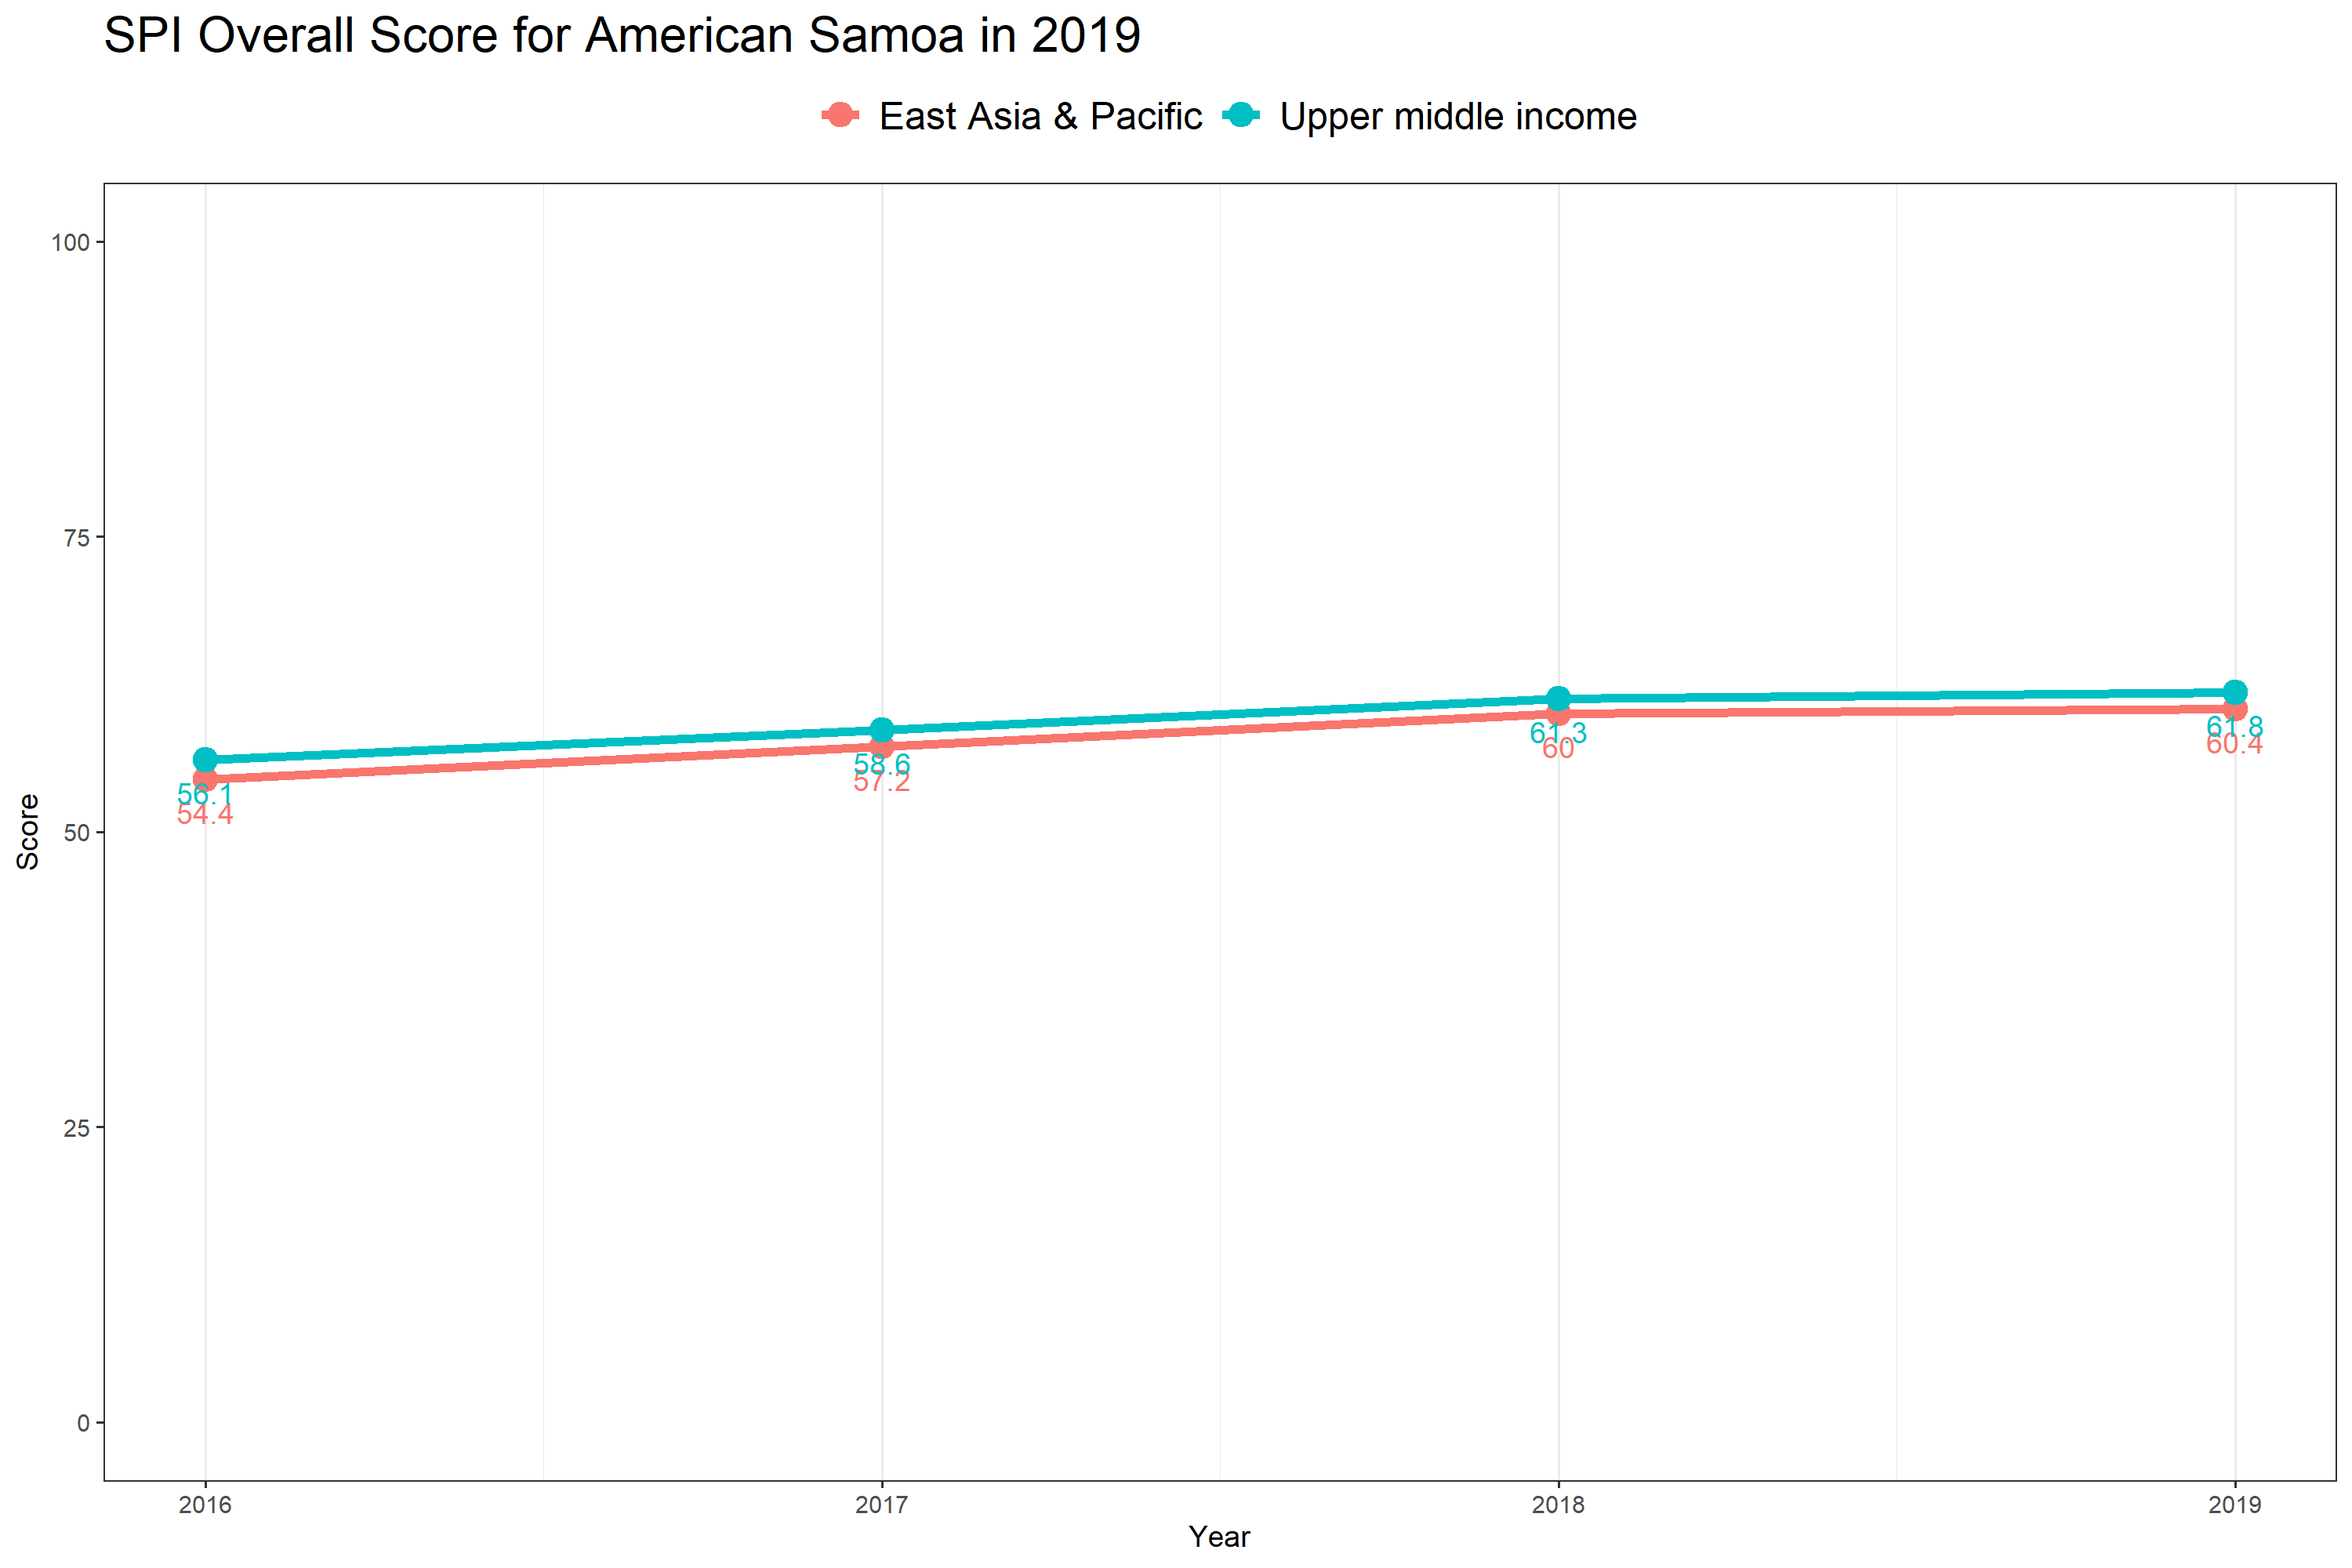 SPI Overall Score for American Samoa in 2019
East Asia & Pacific Upper middle income
100
75
50
25
0
Score
56.1
54.4
58.6
57.2
61.3
60
61.8
60.4
2016 2017 2018 2019
Year